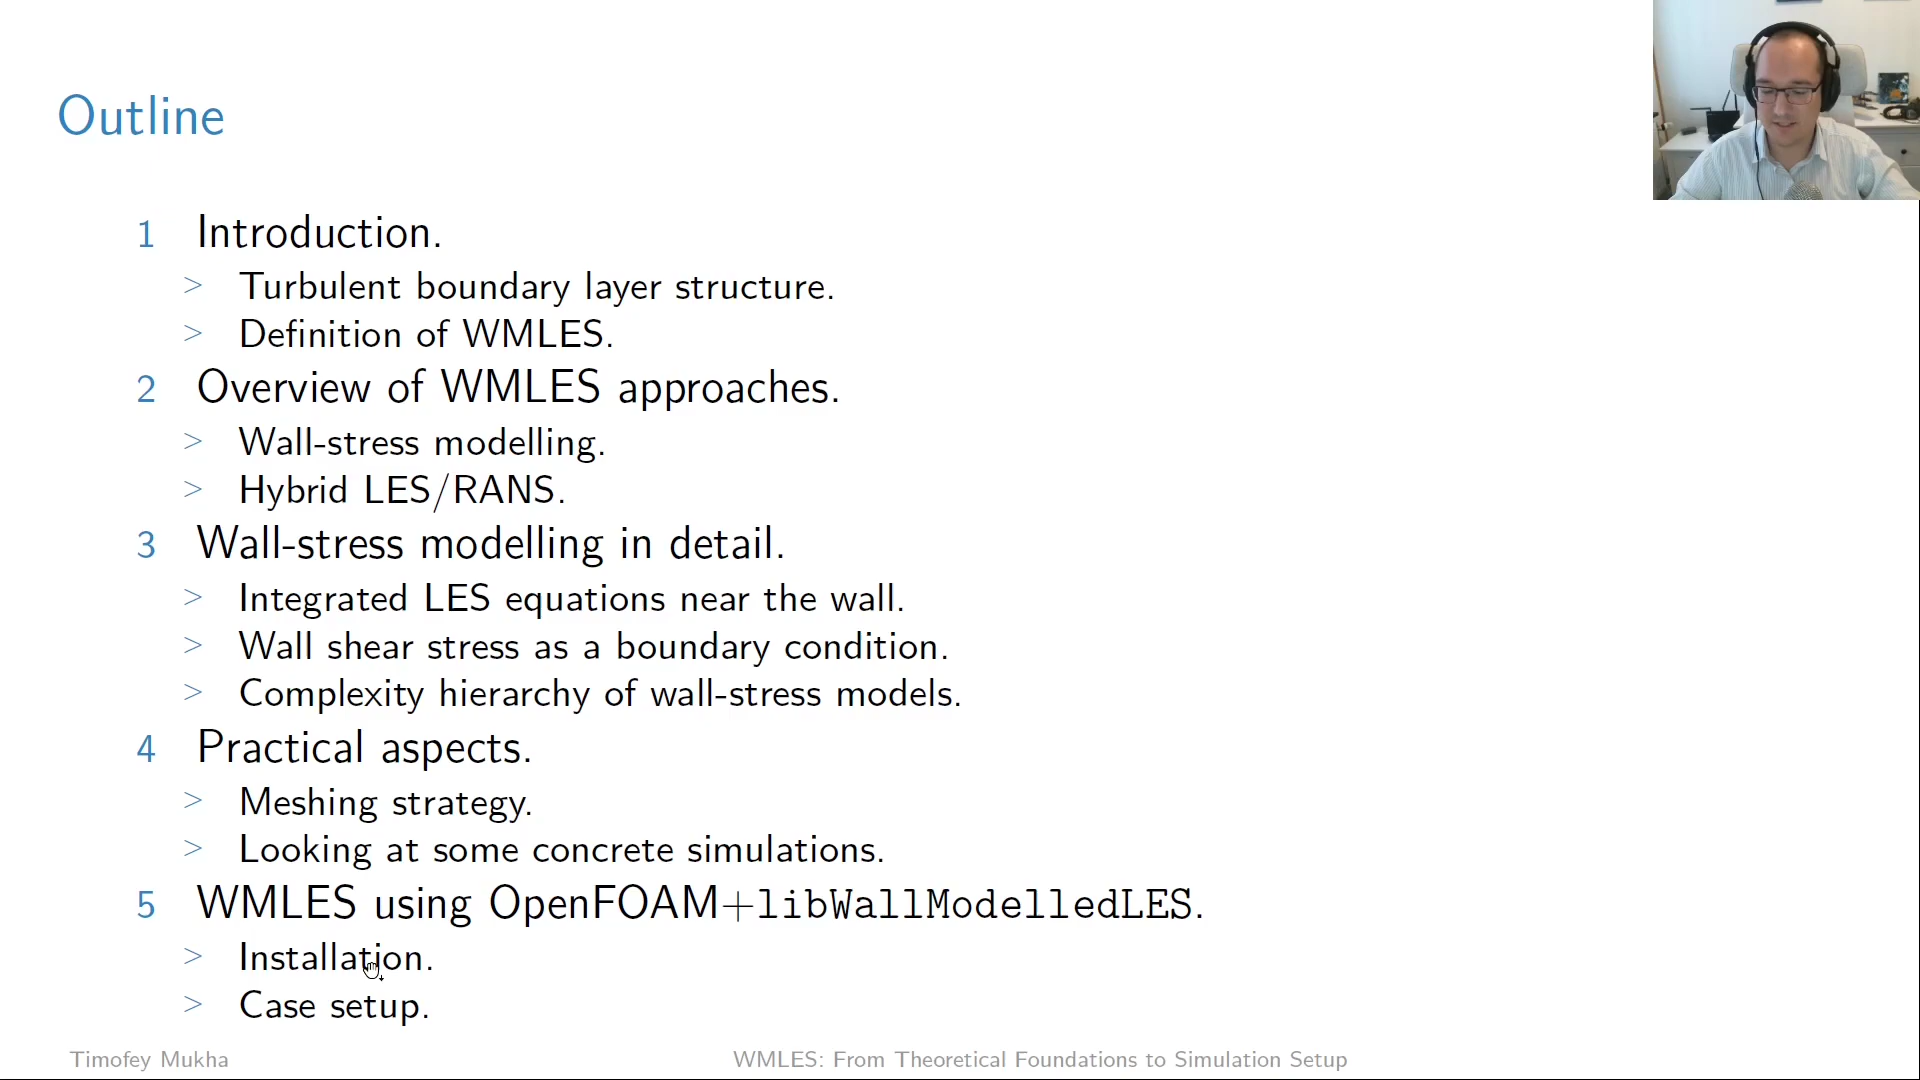 Outline
1 Introduction.
> Turbulent boundary layer structure.
> Definition of WMLES.
2 Overview of WMLES approaches.
> Wall-stress modelling.
> Hybrid LES/RANS.
3 Wall-stress modelling in detail.
> Integrated LES equations near the wall.
> Wall shear stress as a boundary condition.
> Complexity hierarchy of wall-stress models.
4 Practical aspects.
> Meshing strategy.
> Looking at some concrete simulations.
5 WMLES using OpenFOAM+libWallModelledLES.
> Installation.
> Case setup.
Timofey Mukha
WMLES: From Theoretical Foundations to Simulation Setup